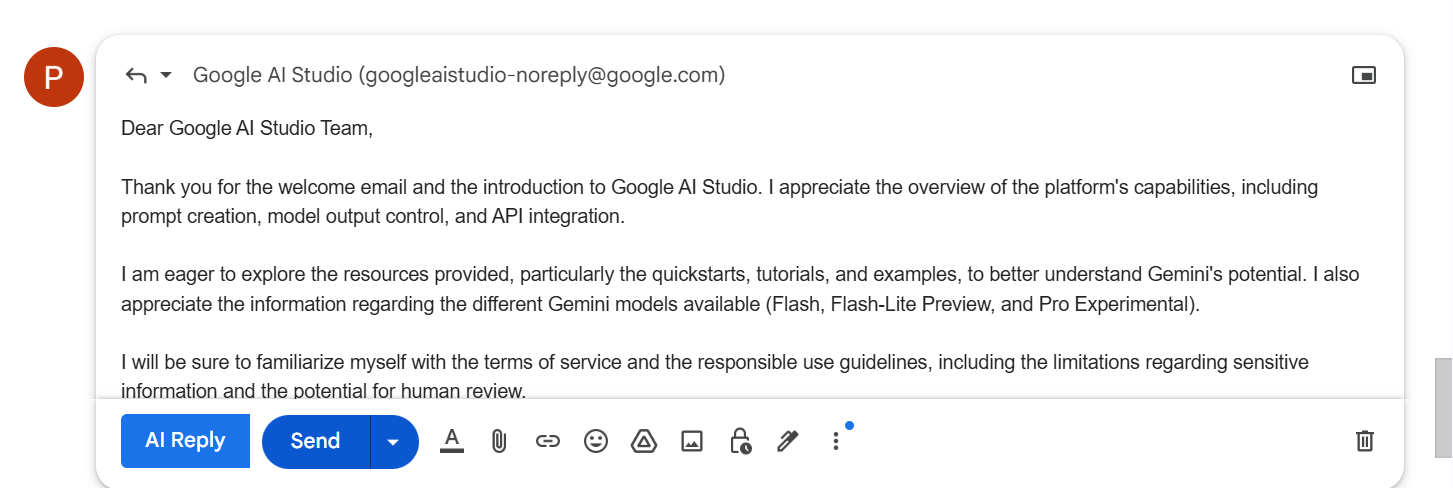 P
Google AI Studio (googleaistudio-noreply@google.com)
Dear Google AI Studio Team,
Thank you for the welcome email and the introduction to Google AI Studio. I appreciate the overview of the platform's capabilities, including
prompt creation, model output control, and API integration.
I am eager to explore the resources provided, particularly the quickstarts, tutorials, and examples, to better understand Gemini's potential. I also
appreciate the information regarding the different Gemini models available (Flash, Flash-Lite Preview, and Pro Experimental).
I will be sure to familiarize myself with the terms of service and the responsible use guidelines, including the limitations regarding sensitive
information and the potential for human review.
AI Reply
Send
A